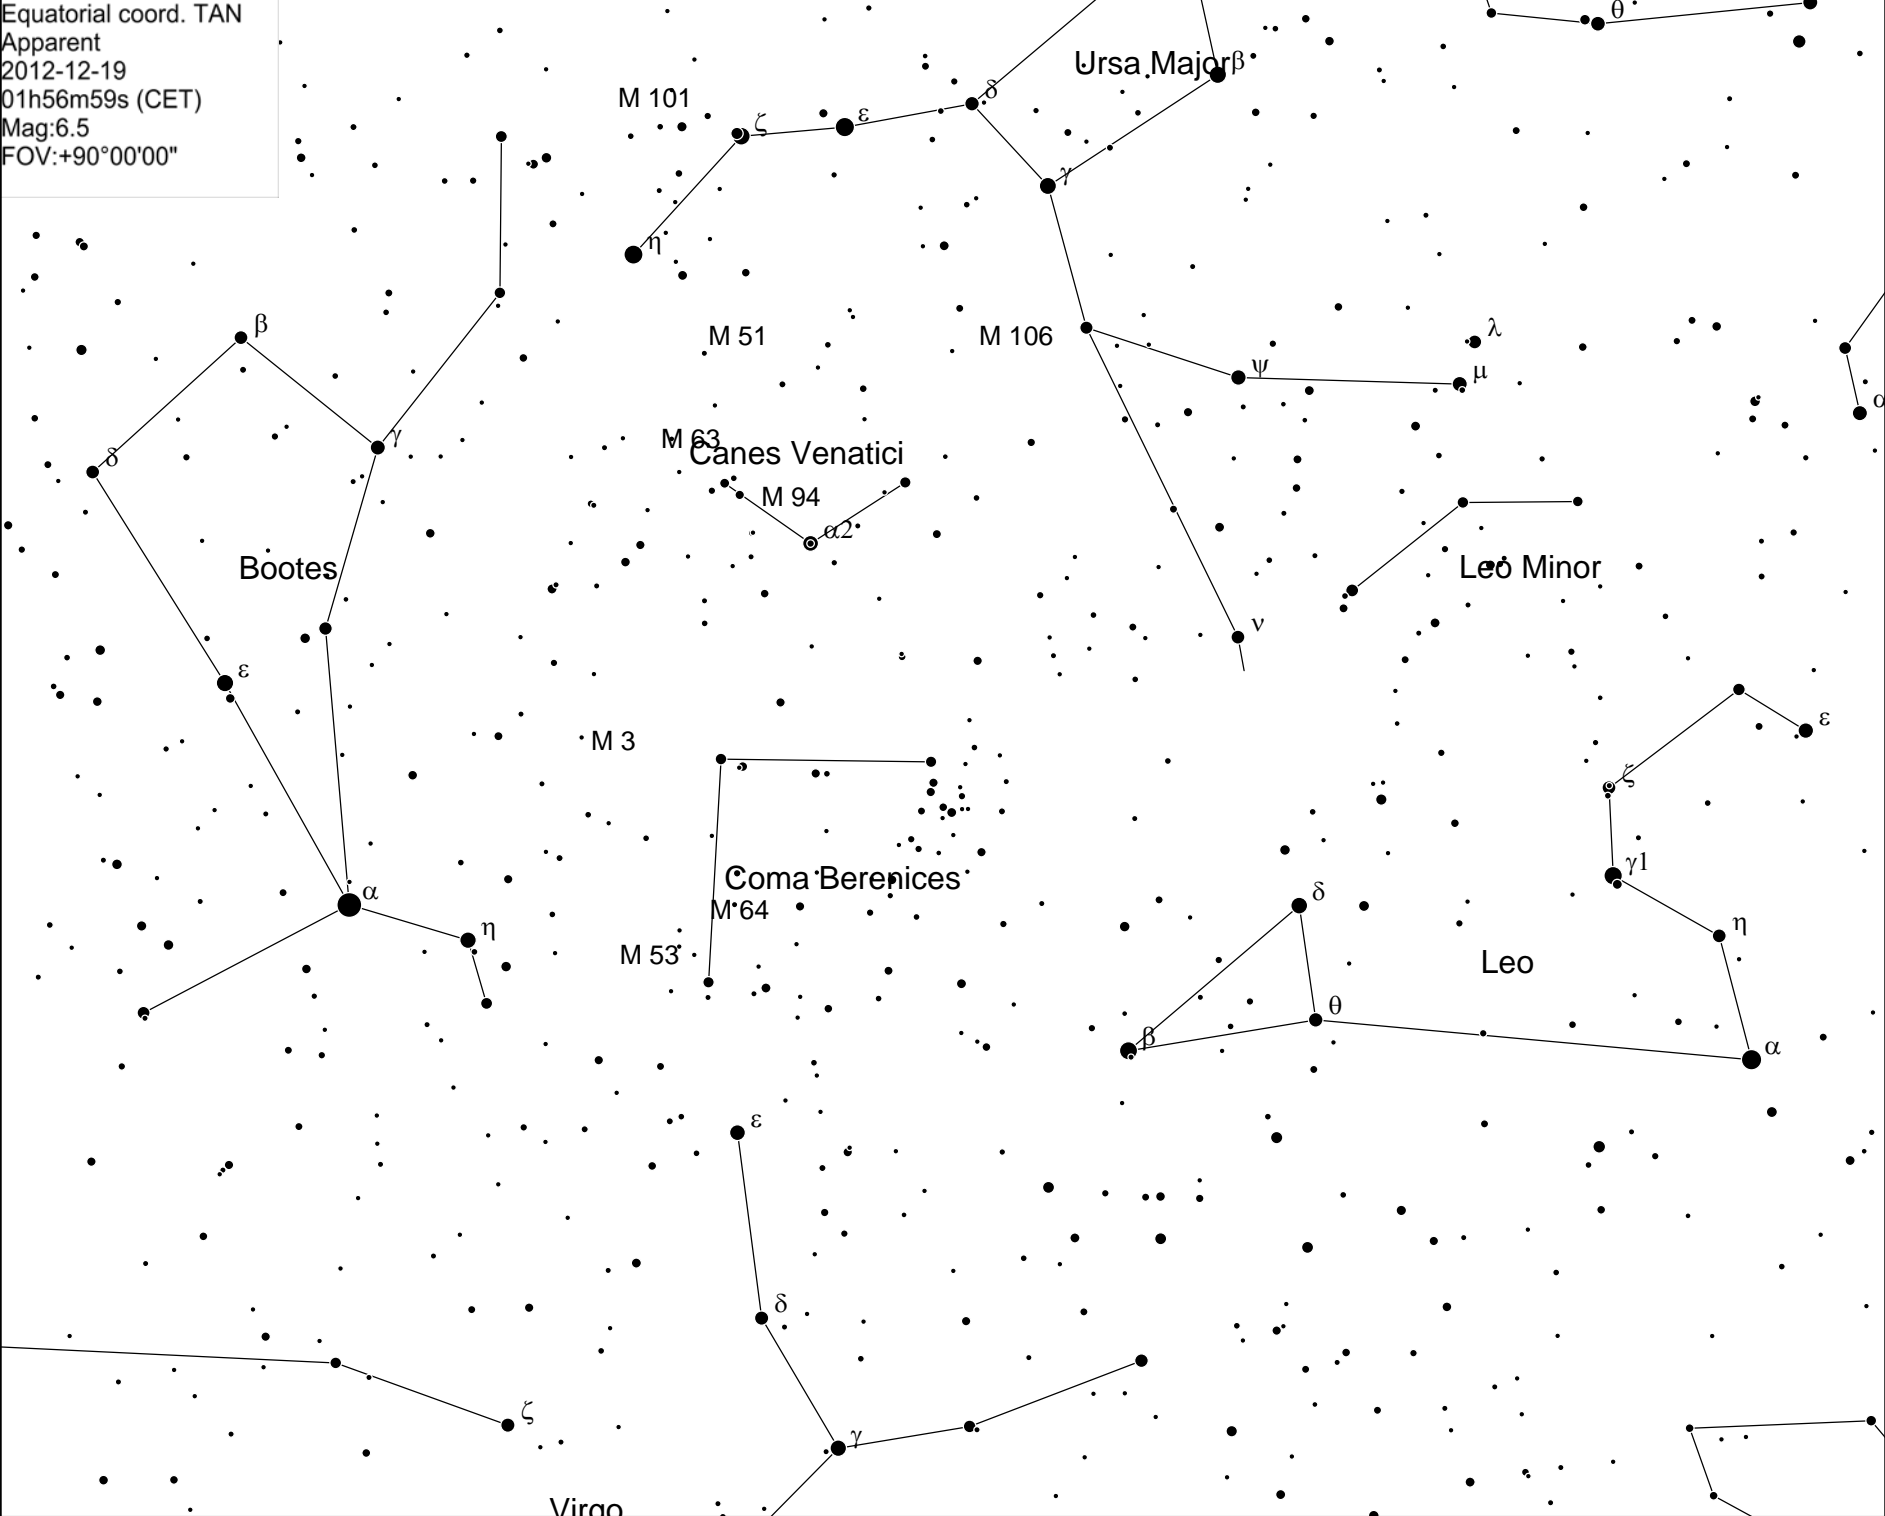 Equatorial coord. TAN
Apparent
2012-12-19
01h56m59s (CET)
Mag:6.5
FOV:+90°00'00"
θ
Ursa Major β
δ
M 101
ζ ε
γ
η
β
M 51
M 106
λ
ψ
μ
α
γ
δ
M 63
Canes Venatici
M 94
α2
Bootes
Leo Minor
ν
ε
ε
M 3
ζ
γ1
Coma Berenices
α
δ
M 64
η
η
M 53
Leo
θ
β
α
ε
δ
ζ
γ
Virgo